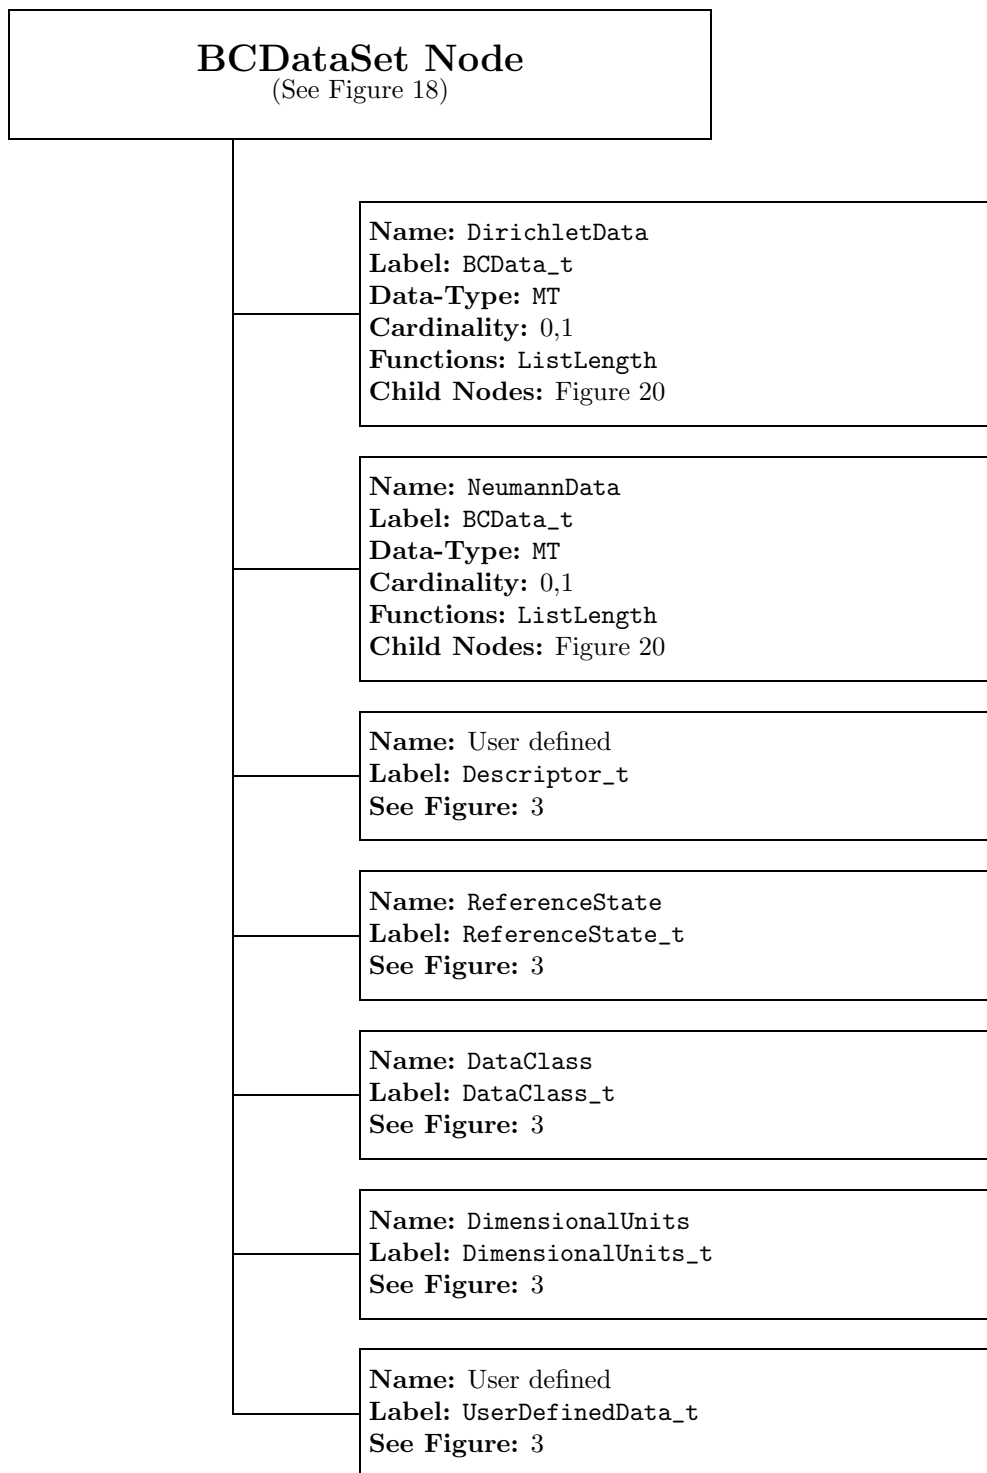 BCDataSet Node
(See Figure 18)
Name: DirichletData
Label: BCData_t
Data-Type: MT
Cardinality: 0,1
Functions: ListLength
Child Nodes: Figure 20
Name: NeumannData
Label: BCData_t
Data-Type: MT
Cardinality: 0,1
Functions: ListLength
Child Nodes: Figure 20
Name: User defined
Label: Descriptor_t
See Figure: 3
Name: ReferenceState
Label: ReferenceState_t
See Figure: 3
Name: DataClass
Label: DataClass_t
See Figure: 3
Name: DimensionalUnits
Label: DimensionalUnits_t
See Figure: 3
Name: User defined
Label: UserDefinedData_t
See Figure: 3